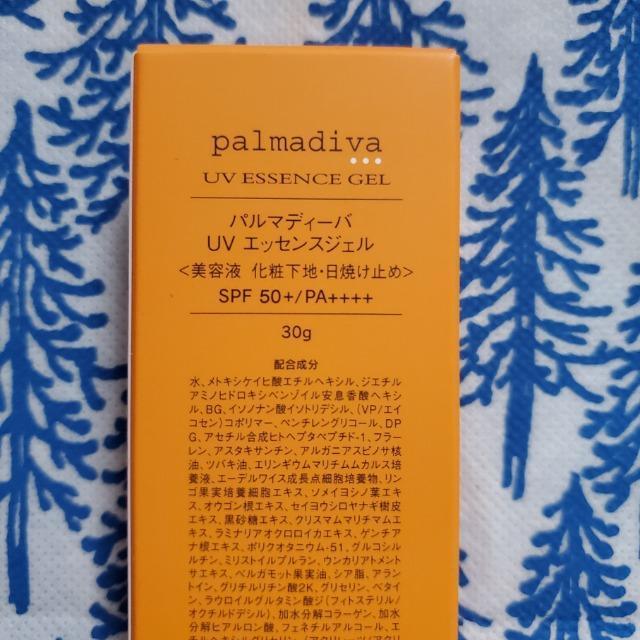 palmadiva
UV ESSENCE GEL
パルマディーバ
UV エッセンスジェル
<美容液 化粧下地・日焼け止め>
SPF 50+/PA++++
30g
配合成分
水、メトキシケイヒ酸エチルヘキシル、ジエチル
アミノヒドロキシベンゾイル安息香酸ヘキシ
ル、BG、イソノナン酸イソトリデシル、(VP/エイ
コセン)コポリマー、ペンチレングリコール、DP
G、アセチル合成ヒトヘプタペプチド-1、フラー
レン、アスタキサンチン、アルガニアスピノサ核
油、ツバキ油、エリンギウムマリチムムカルス培
養液、エーデルワイス成長点細胞培養物、リン
ゴ果実培養細胞エキス、ソメイヨシノ葉エキ
ス、オウゴン根エキス、セイヨウシロヤナギ樹皮
エキス、黒砂糖エキス、クリスマムマリチマムエ
キス、ラミナリアオクロロイカエキス、ゲンチア
ナ根エキス、ポリクオタニウム-51、グルコシル
ルチン、ミリストイルプルラン、ウンカリアトメント
サエキス、ベルガモット果実油、シア脂、アラン
トイン、グリチルリチン酸2K、グリセリン、ベタイ
ン、ラウロイルグルタミン酸ジ(フィトステリル/
オクチルドデシル)、加水分解コラーゲン、加水
分解ヒアルロン酸、フェネチルアルコール、エ